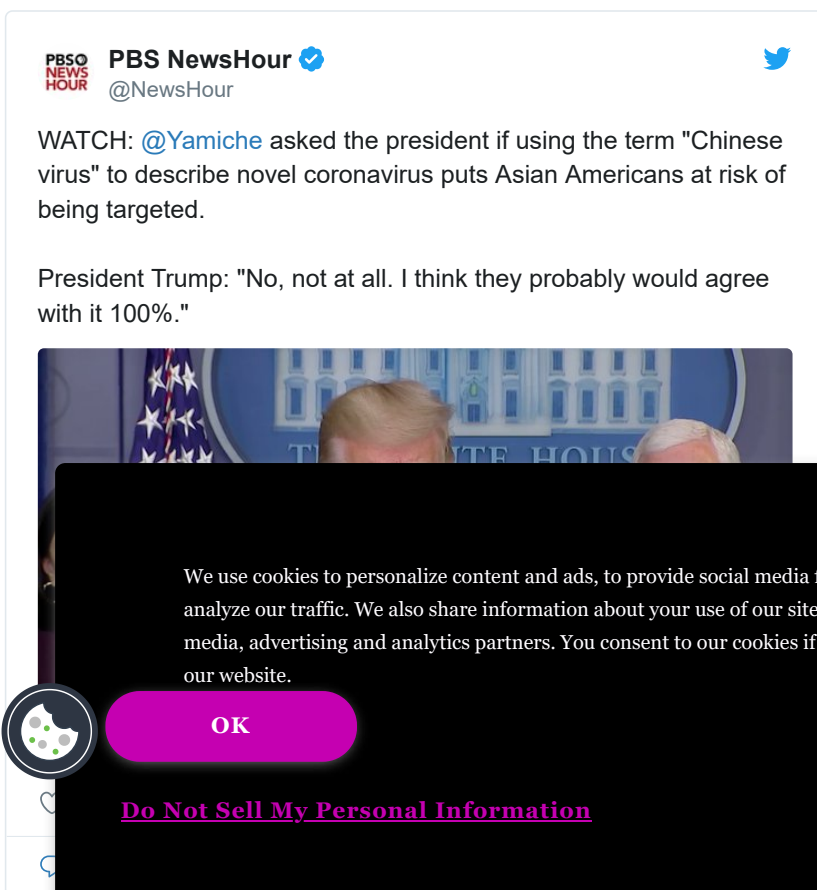 PBS
NEWS
HOUR
PBS NewsHour
@NewsHour
WATCH: @Yamiche asked the president if using the term "Chinese
virus" to describe novel coronavirus puts Asian Americans at risk of
being targeted.
President Trump: "No, not at all. I think they probably would agree
with it 100%."
We use cookies to personalize content and ads, to provide social media
analyze our traffic. We also share information about your use of our site
media, advertising and analytics partners. You consent to our cookies if
our website.
OK
Do Not Sell My Personal Information